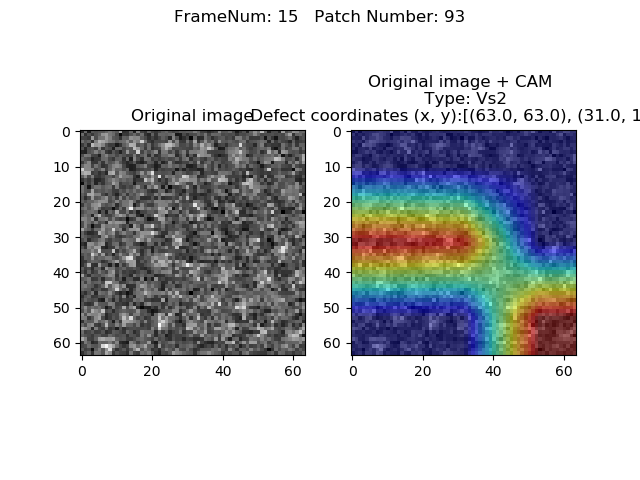 FrameNum: 15   Patch Number: 93
Original image + CAM
Type: Vs2
Original image
Defect coordinates (x, y):[(63.0, 63.0), (31.0, 1
0
10
20
30
40
50
60
0 20 40 60
0
10
20
30
40
50
60
0 20 40 60